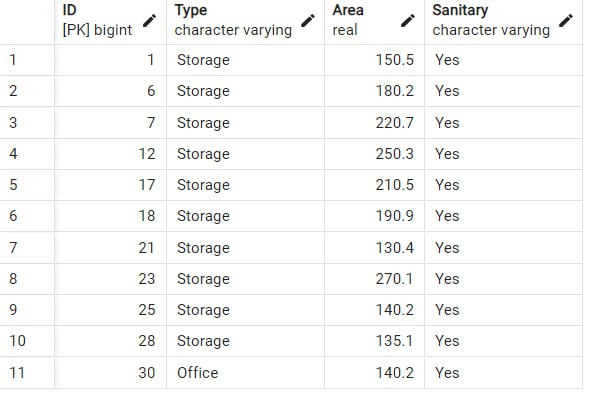 ID Type Area Sanitary
[PK] bigint character varying real character varying
1 1 Storage 150.5 Yes
2 6 Storage 180.2 Yes
3 7 Storage 220.7 Yes
4 12 Storage 250.3 Yes
5 17 Storage 210.5 Yes
6 18 Storage 190.9 Yes
7 21 Storage 130.4 Yes
8 23 Storage 270.1 Yes
9 25 Storage 140.2 Yes
10 28 Storage 135.1 Yes
11 30 Office 140.2 Yes